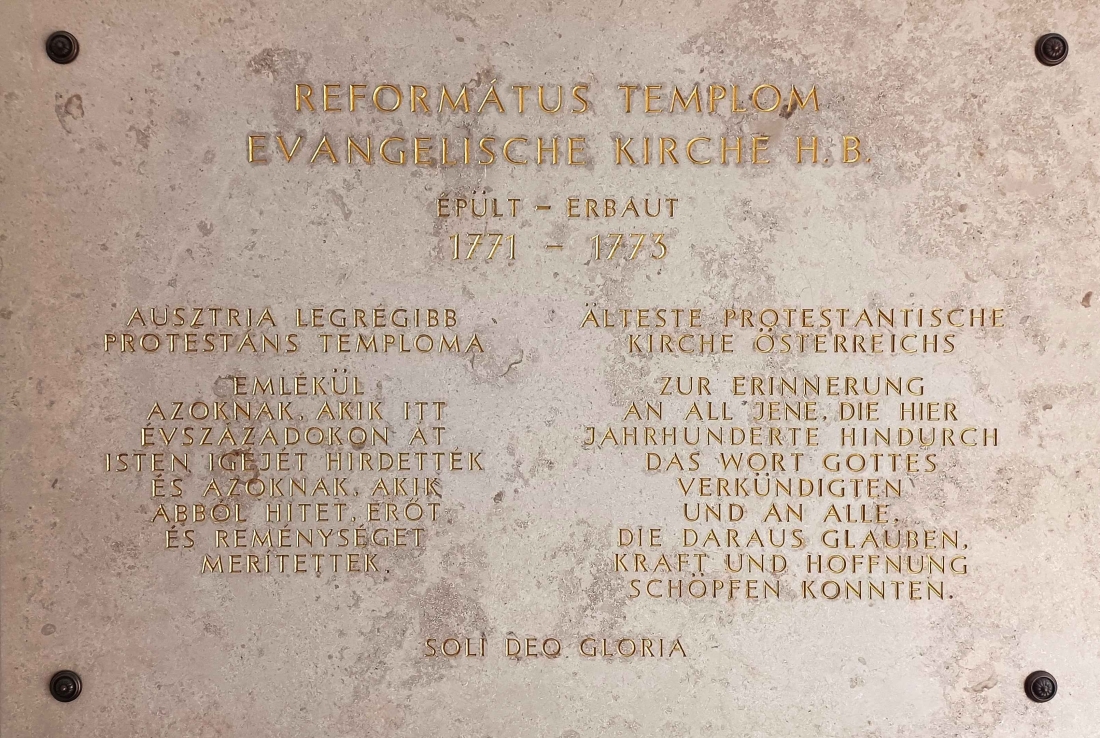 REFORMÁTUS TEMPLOM
EVANGELISCHE KIRCHE H.B.
ÉPÜLT – ERBAUT
1771 – 1773
AUSZTRIA LEGRÉGIBB
PROTESTÁNS TEMPLOMA
EMLÉKÜL
AZOKNAK, AKIK ITT
ÉVSZÁZADOKON ÁT
ISTEN IGÉJÉT HIRDETTÉK
ÉS AZOKNAK, AKIK
ABBÓL HITET, ERŐT
ÉS REMÉNYSÉGET
MERÍTETTEK.
ÄLTESTE PROTESTANTISCHE
KIRCHE ÖSTERREICHS
ZUR ERINNERUNG
AN ALL JENE, DIE HIER
JAHRHUNDERTE HINDURCH
DAS WORT GOTTES
VERKÜNDIGTEN
UND AN ALLE,
DIE DARAUS GLAUBEN,
KRAFT UND HOFFNUNG
SCHÖPFEN KONNTEN.
SOLI DEO GLORIA